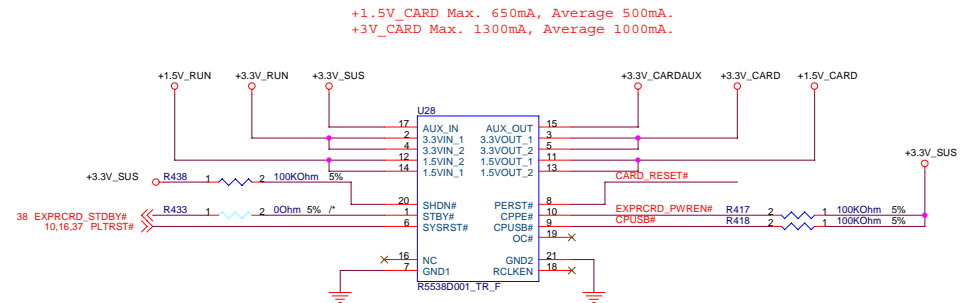 +1.5V_CARD Max. 650mA, Average 500mA.
+3V_CARD Max. 1300mA, Average 1000mA.
+1.5V_RUN +3.3V_RUN +3.3V_SUS +3.3V_CARDAUX +3.3V_CARD +1.5V_CARD
U28
17 AUX_IN AUX_OUT 15
2 3.3VIN_1 3.3VOUT_1 3
4 3.3VIN_2 3.3VOUT_2 5
12 1.5VIN_1 1.5VOUT_1 11
14 1.5VIN_2 1.5VOUT_2 13
+3.3V_SUS
+3.3V_SUS R438 1 2 100KOhm 5% CARD_RESET#
20 SHDN# PERST# 8
38 EXPRCRD_STDBY# R433 1 2 0Ohm 5% /* 1 STBY# CPPE# 10 EXPRCRD_PWREN# R417 2 1 100KOhm 5%
10,16,37 PLTRST# 6 SYSRST# CPUSB# 9 CPUSB# R418 2 1 100KOhm 5%
OC# 19
16 NC GND2 21
7 GND1 RCLKEN 18
R5538D001_TR_F